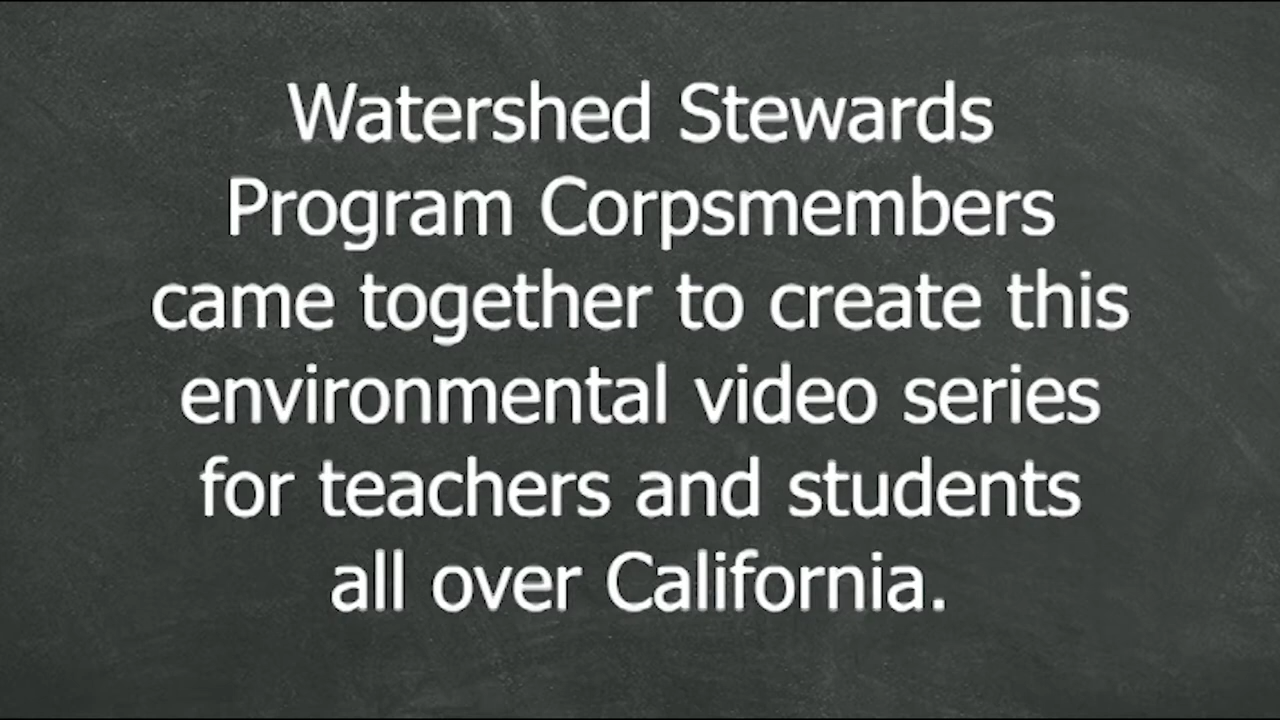 Watershed Stewards
Program Corpsmembers
came together to create this
environmental video series
for teachers and students
all over California.